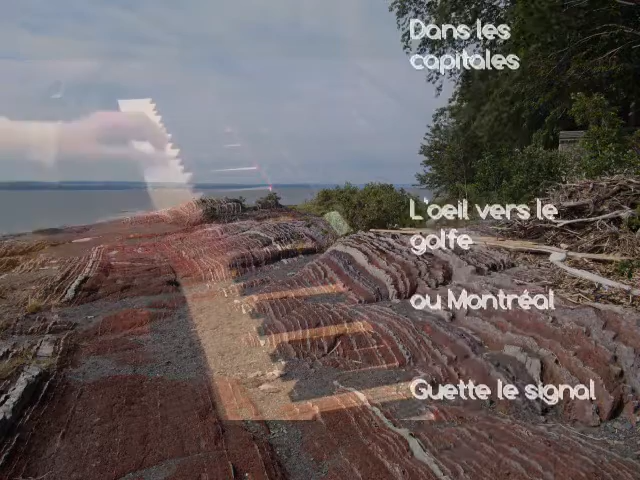 Dans les
capitales
L'oeil vers le
golfe
ou Montréal
Guette le signal